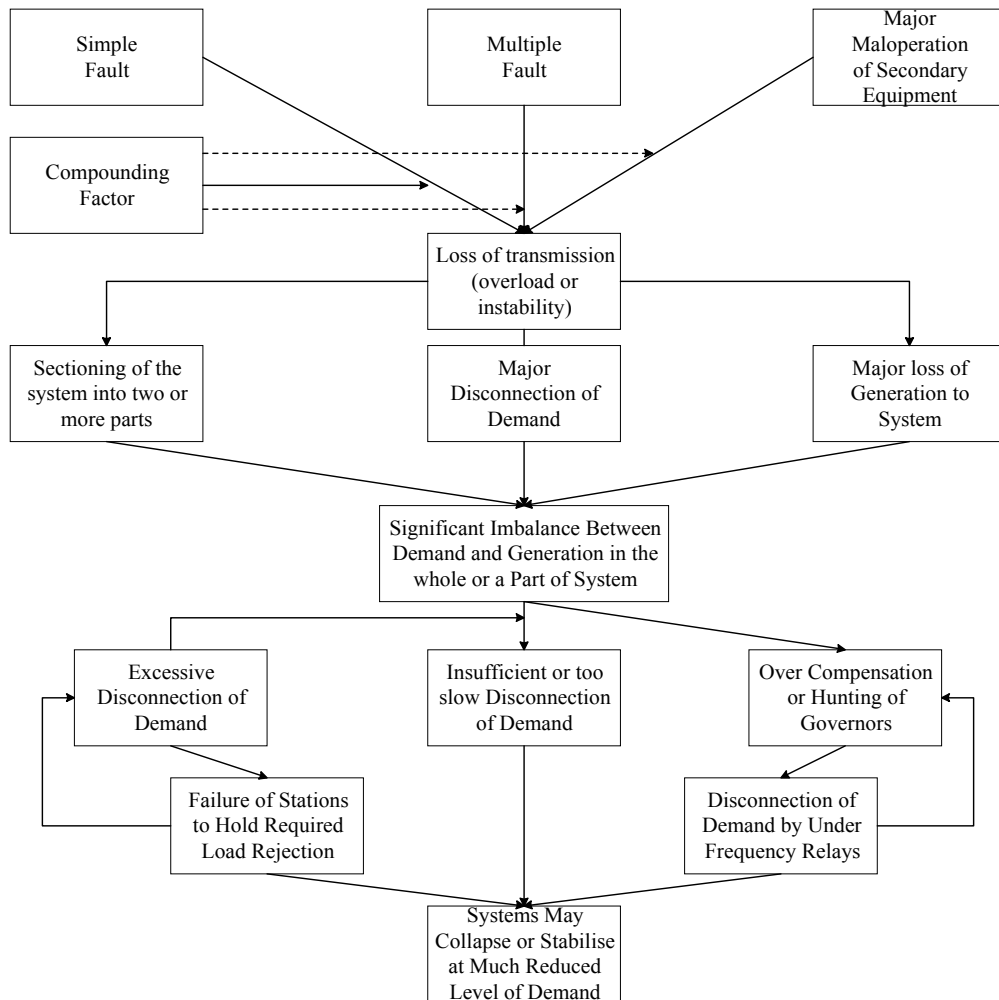 Simple
Fault
Multiple
Fault
Major
Maloperation
of Secondary
Equipment
Compounding
Factor
Loss of transmission
(overload or
instability)
Sectioning of the
system into two or
more parts
Major
Disconnection of
Demand
Major loss of
Generation to
System
Significant Imbalance Between
Demand and Generation in the
whole or a Part of System
Excessive
Disconnection of
Demand
Insufficient or too
slow Disconnection
of Demand
Over Compensation
or Hunting of
Governors
Failure of Stations
to Hold Required
Load Rejection
Disconnection of
Demand by Under
Frequency Relays
Systems May
Collapse or Stabilise
at Much Reduced
Level of Demand